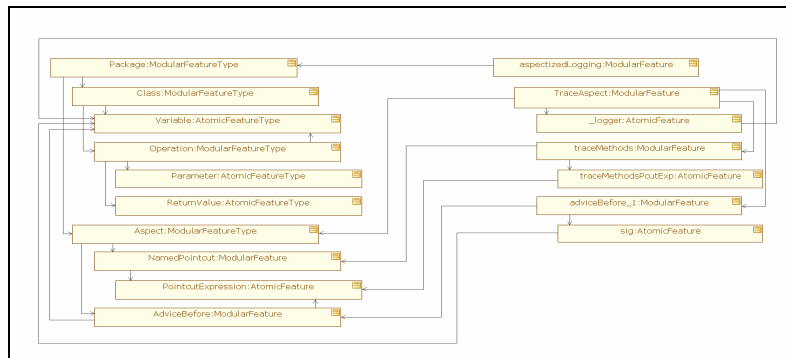 Package:ModularFeatureType
aspectizedLogging:ModularFeature
Class:ModularFeatureType
TraceAspect:ModularFeature
Variable:AtomicFeatureType
_logger:AtomicFeature
Operation:ModularFeatureType
traceMethods:ModularFeature
Parameter:AtomicFeatureType
traceMethodsPcutExp:AtomicFeature
ReturnValue:AtomicFeatureType
adviceBefore_1:ModularFeature
Aspect:ModularFeatureType
sig:AtomicFeature
NamedPointcut:ModularFeature
PointcutExpression:AtomicFeature
AdviceBefore:ModularFeature